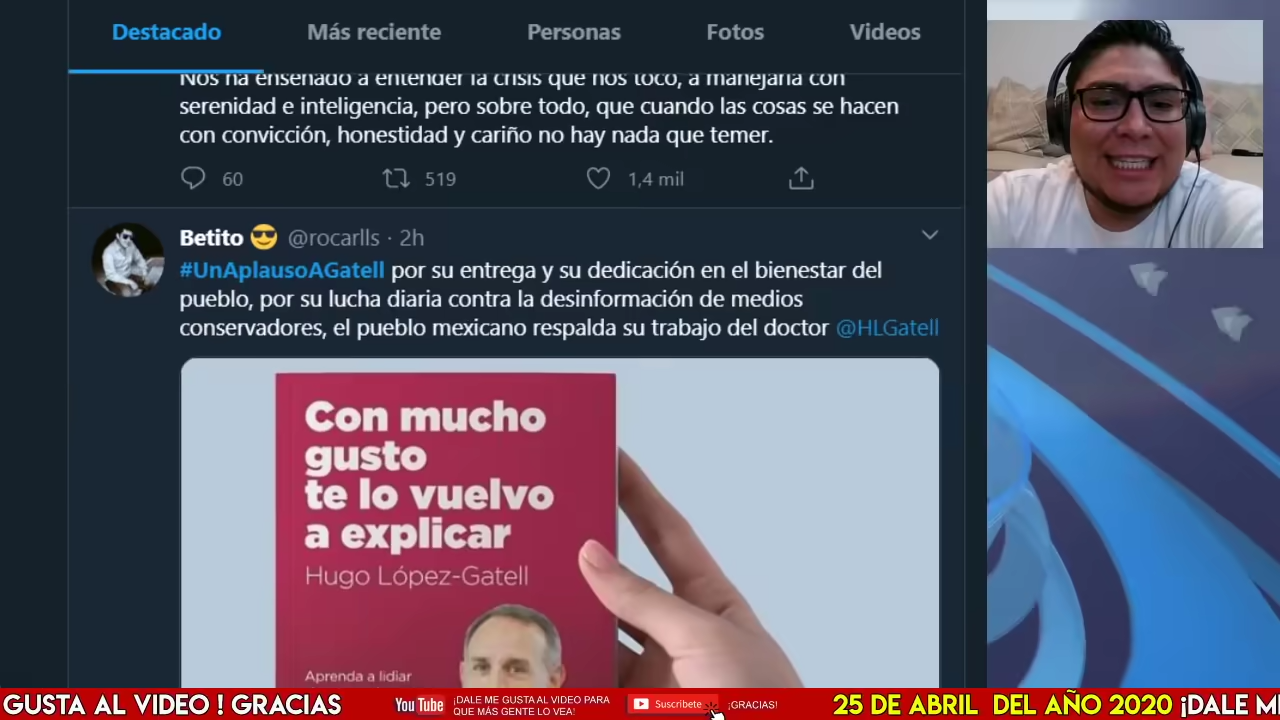 Destacado Más reciente Personas Fotos Videos
Nos ha enseñado a entender la crisis que nos tocó, a manejarla con
serenidad e inteligencia, pero sobre todo, que cuando las cosas se hacen
con convicción, honestidad y cariño no hay nada que temer.
60 519 1,4 mil
Betito @rocarlls · 2h
#UnAplausoAGatell por su entrega y su dedicación en el bienestar del
pueblo, por su lucha diaria contra la desinformación de medios
conservadores, el pueblo mexicano respalda su trabajo del doctor @HLGatell
Con mucho
gusto
te lo vuelvo
a explicar
Hugo López-Gatell
Aprenda a lidiar
GUSTA AL VIDEO ! GRACIAS
YouTube
¡DALE ME GUSTA AL VIDEO PARA
QUE MÁS GENTE LO VEA!
Suscríbete
¡GRACIAS!
25 DE ABRIL DEL AÑO 2020 ¡DALE M